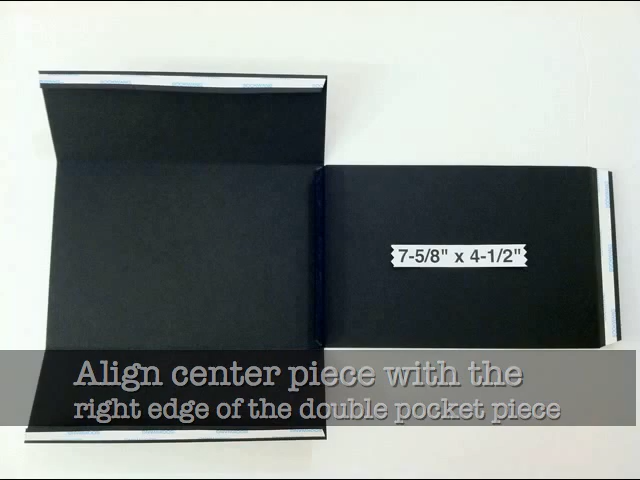 7-5/8" x 4-1/2"
Align center piece with the
right edge of the double pocket piece